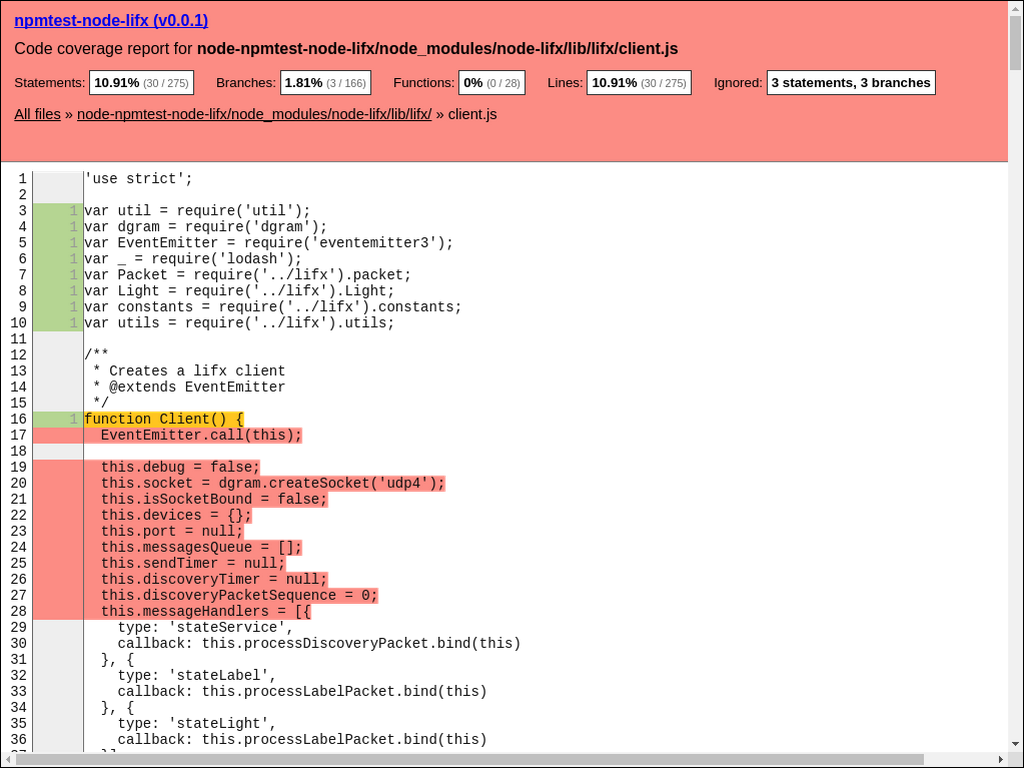 npmtest-node-lifx (v0.0.1)
Code coverage report for node-npmtest-node-lifx/node_modules/node-lifx/lib/lifx/client.js
Statements: 10.91% (30 / 275) Branches: 1.81% (3 / 166) Functions: 0% (0 / 28) Lines: 10.91% (30 / 275) Ignored: 3 statements, 3 branches
All files » node-npmtest-node-lifx/node_modules/node-lifx/lib/lifx/ » client.js
1 'use strict';
2
3 1 var util = require('util');
4 1 var dgram = require('dgram');
5 1 var EventEmitter = require('eventemitter3');
6 1 var _ = require('lodash');
7 1 var Packet = require('../lifx').packet;
8 1 var Light = require('../lifx').Light;
9 1 var constants = require('../lifx').constants;
10 1 var utils = require('../lifx').utils;
11
12 /**
13 * Creates a lifx client
14 * @extends EventEmitter
15 */
16 1 function Client() {
17 EventEmitter.call(this);
18
19 this.debug = false;
20 this.socket = dgram.createSocket('udp4');
21 this.isSocketBound = false;
22 this.devices = {};
23 this.port = null;
24 this.messagesQueue = [];
25 this.sendTimer = null;
26 this.discoveryTimer = null;
27 this.discoveryPacketSequence = 0;
28 this.messageHandlers = [{
29 type: 'stateService',
30 callback: this.processDiscoveryPacket.bind(this)
31 }, {
32 type: 'stateLabel',
33 callback: this.processLabelPacket.bind(this)
34 }, {
35 type: 'stateLight',
36 callback: this.processLabelPacket.bind(this)